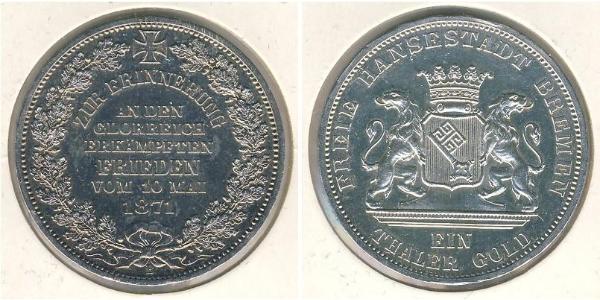 ZUR ERINNERUNG
AN DEN
GLORREICH
ERKÄMPFTEN
FRIEDEN
VOM 10 MAI
1871
B
FREIE HANSESTADT BREMEN
EIN
THALER GOLD